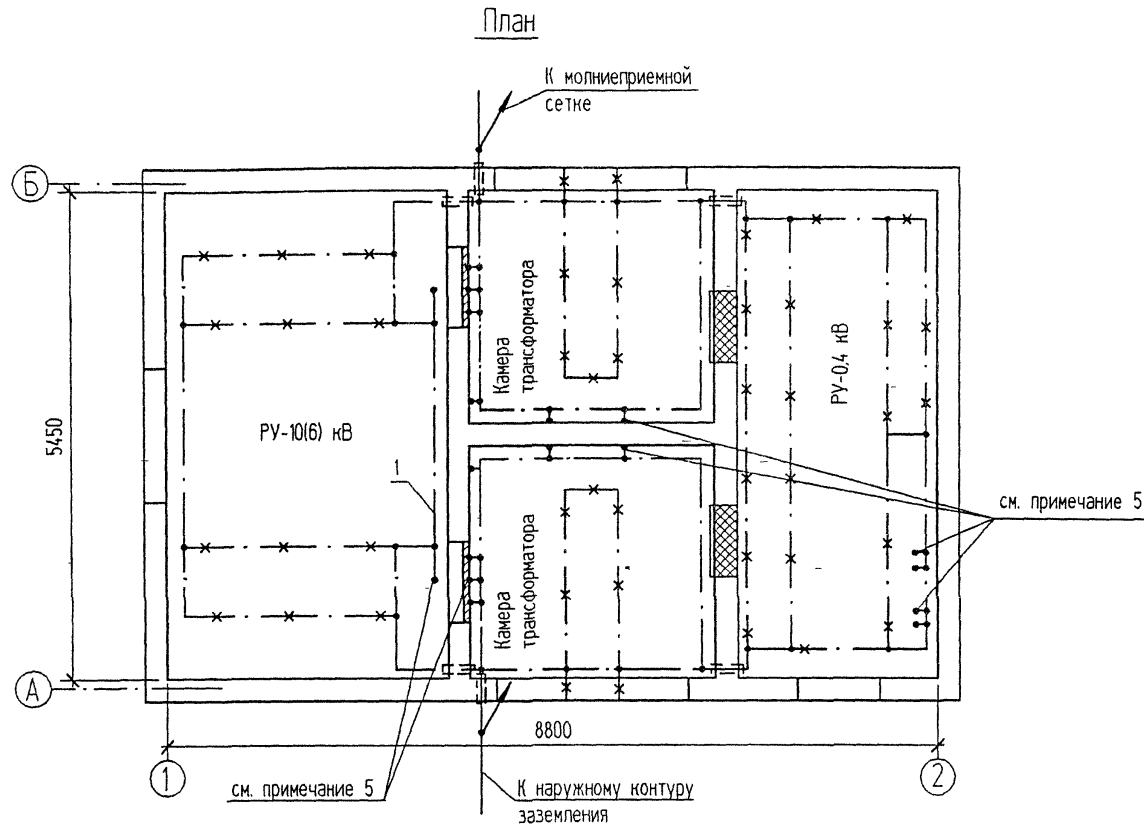 План
К молниеприемной
сетке
Б
Камера
трансформатора
РУ-0,4 кВ
РУ-10(6) кВ
5450
1
см. примечание 5
Камера
трансформатора
А
8800
1
2
см. примечание 5
К наружному контуру
заземления